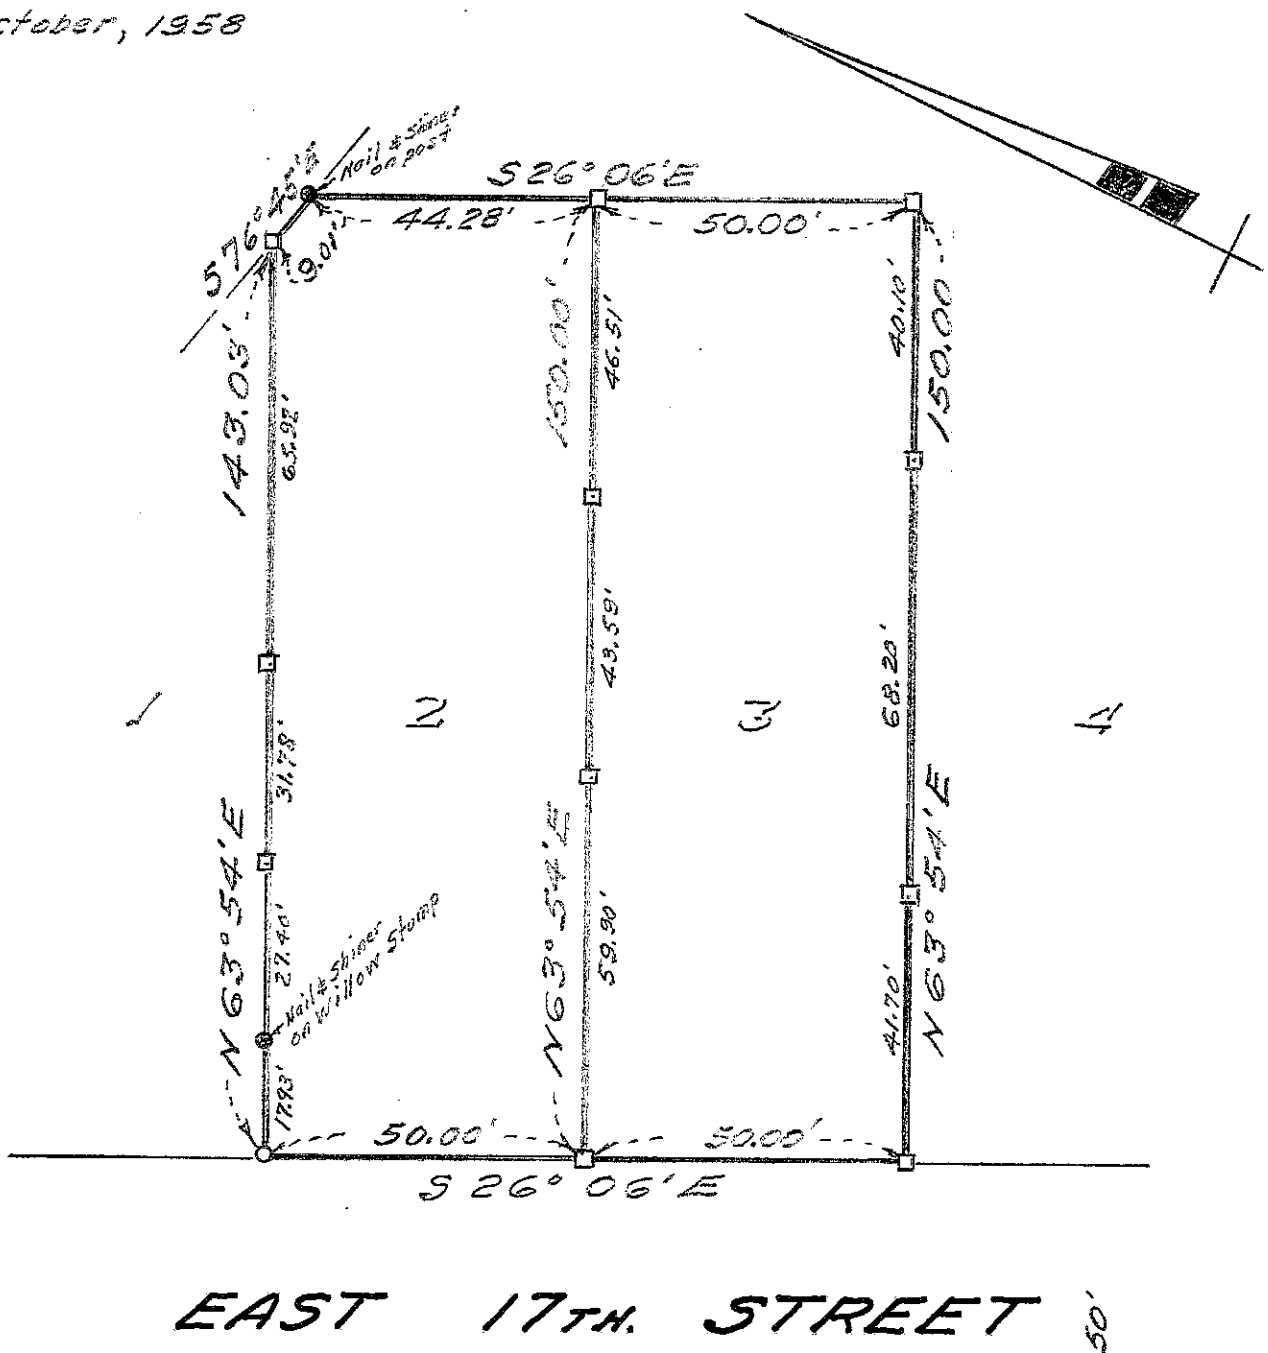 ctober, 1958
Nail & Shiner
on post
S 76° 45' E
S 26° 06' E
44.28'
50.00'
9.01'
143.03'
65.92'
150.00'
46.51'
40.10'
150.00
43.59'
68.20'
1
2
3
4
31.78'
N 63° 54' E
27.40'
Nail & Shiner
on Willow Stump
17.93'
N 63° 54' E
59.90'
N 63° 54' E
41.70'
50.00'
50.00'
S 26° 06' E
EAST 17TH. STREET
50'